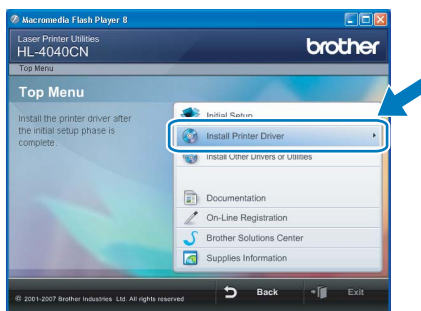 Macromedia Flash Player 8
Laser Printer Utilities
HL-4040CN
brother
Top Menu
Top Menu
Install the printer driver after
the initial setup phase is
complete.
Initial Setup
Install Printer Driver
Install Other Drivers or Utilities
Documentation
On-Line Registration
Brother Solutions Center
Supplies Information
© 2001-2007 Brother Industries Ltd. All rights reserved
Back
Exit